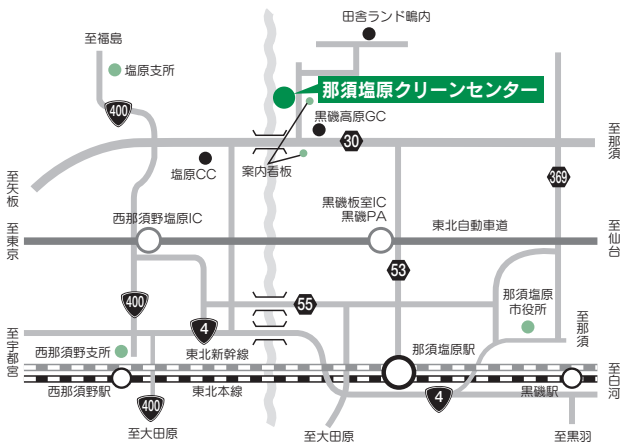 田舎ランド鴫内
至福島
塩原支所
400
那須塩原クリーンセンター
黒磯高原GC
30
至那須
塩原CC
案内看板
369
至矢板
西那須野塩原IC
黒磯板室IC
黒磯PA
東北自動車道
至東京
至仙台
53
400
55
那須塩原
市役所
4
至那須
至宇都宮
西那須野支所
東北新幹線
那須塩原駅
至白河
西那須野駅
東北本線
黒磯駅
400
4
至大田原
至大田原
至黒羽